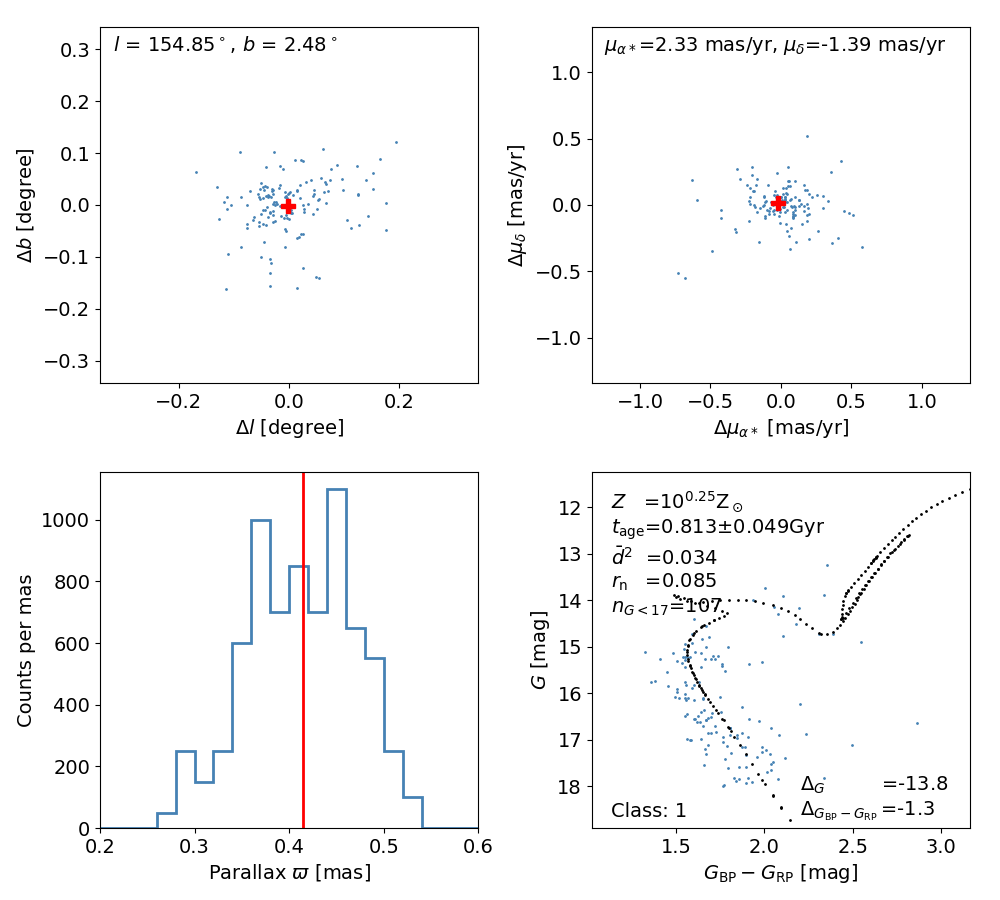 l = 154.85°, b = 2.48°
0.3
0.2
0.1
0.0
−0.1
−0.2
−0.3
Δb [degree]
−0.2
0.0
0.2
Δl [degree]
μα*=2.33 mas/yr, μδ=-1.39 mas/yr
1.0
0.5
0.0
−0.5
−1.0
Δμδ [mas/yr]
−1.0
−0.5
0.0
0.5
1.0
Δμα* [mas/yr]
1000
800
600
400
200
0
Counts per mas
0.2
0.3
0.4
0.5
0.6
Parallax ϖ [mas]
Z =10^0.25 Z⊙
t_age=0.813±0.049Gyr
d̄² =0.034
r_n =0.085
n_G<17=107
12
13
14
15
16
17
18
G [mag]
Δ_G =-13.8
Class: 1
Δ_G_BP−G_RP =-1.3
1.5
2.0
2.5
3.0
G_BP − G_RP [mag]